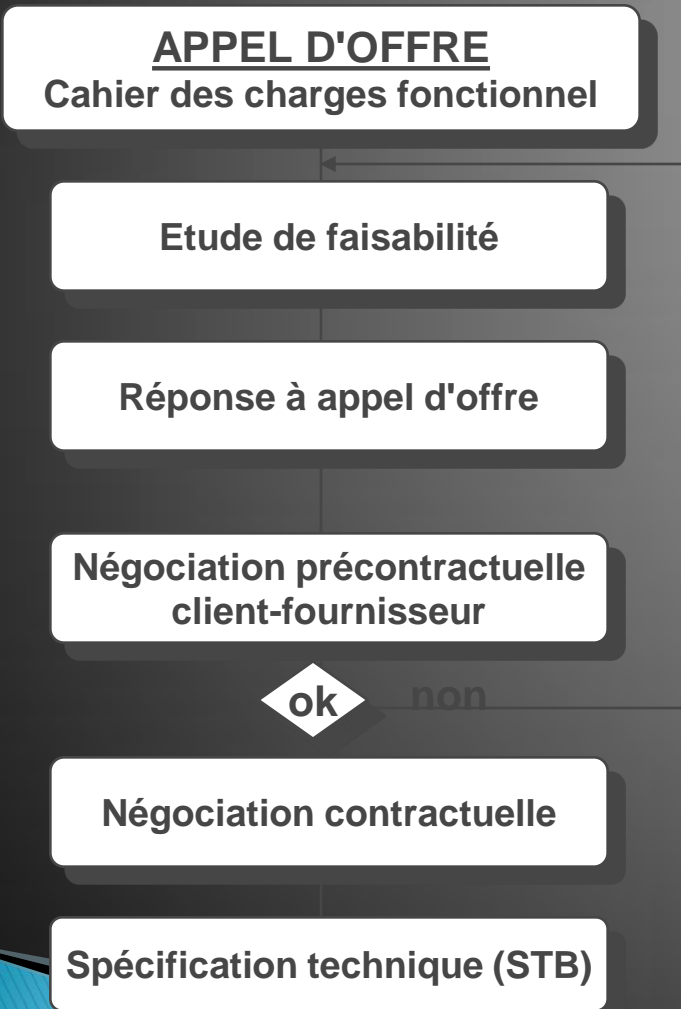 APPEL D'OFFRE
Cahier des charges fonctionnel
Etude de faisabilité
Réponse à appel d'offre
Négociation précontractuelle
client-fournisseur
ok non
Négociation contractuelle
Spécification technique (STB)